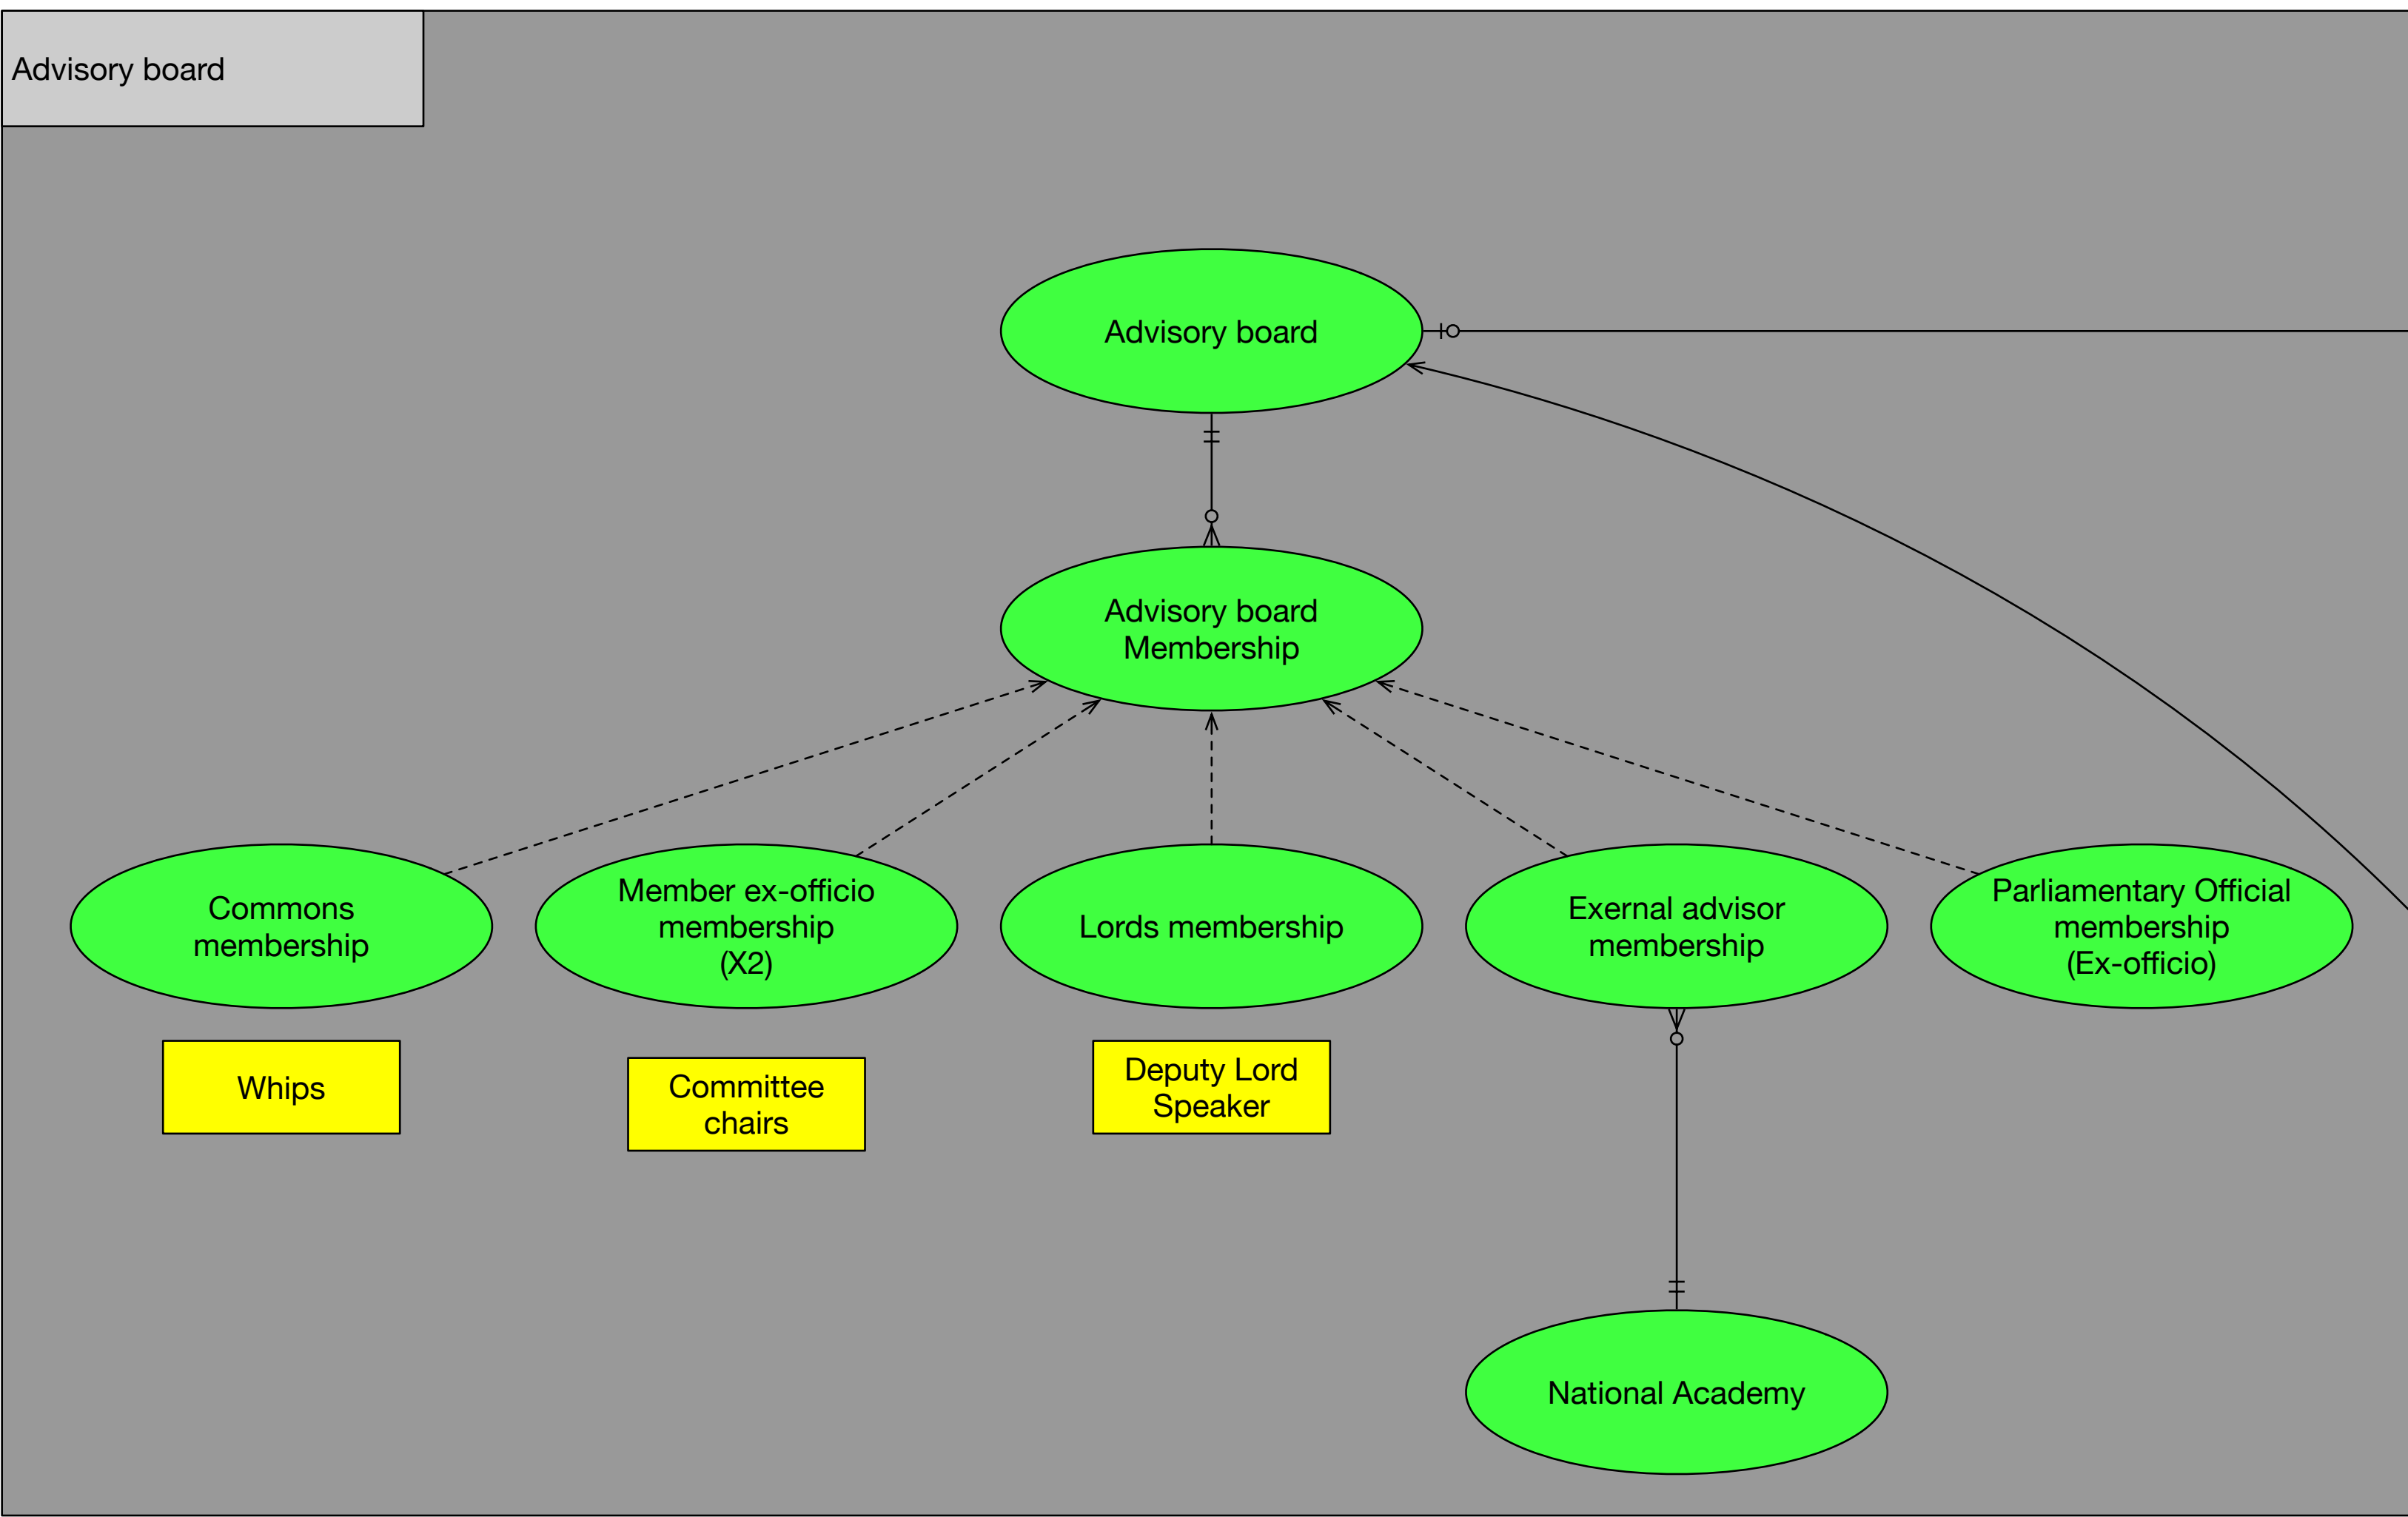 Advisory board
Advisory board
Advisory board
Membership
Commons
membership
Member ex-officio
membership
(X2)
Lords membership
Exernal advisor
membership
Parliamentary Official
membership
(Ex-officio)
Whips
Committee
chairs
Deputy Lord
Speaker
National Academy